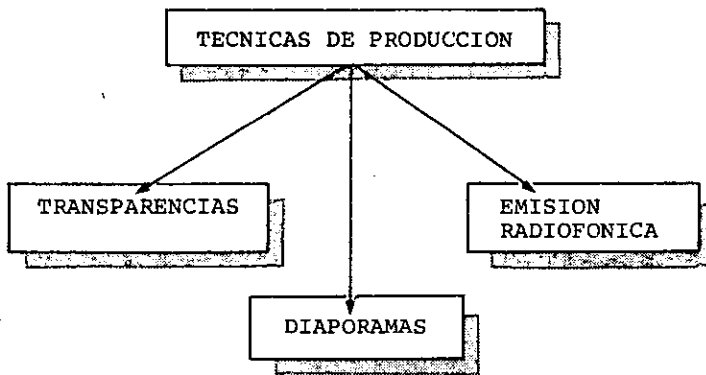 TECNICAS DE PRODUCCION
TRANSPARENCIAS
EMISION
RADIOFONICA
DIAPORAMAS